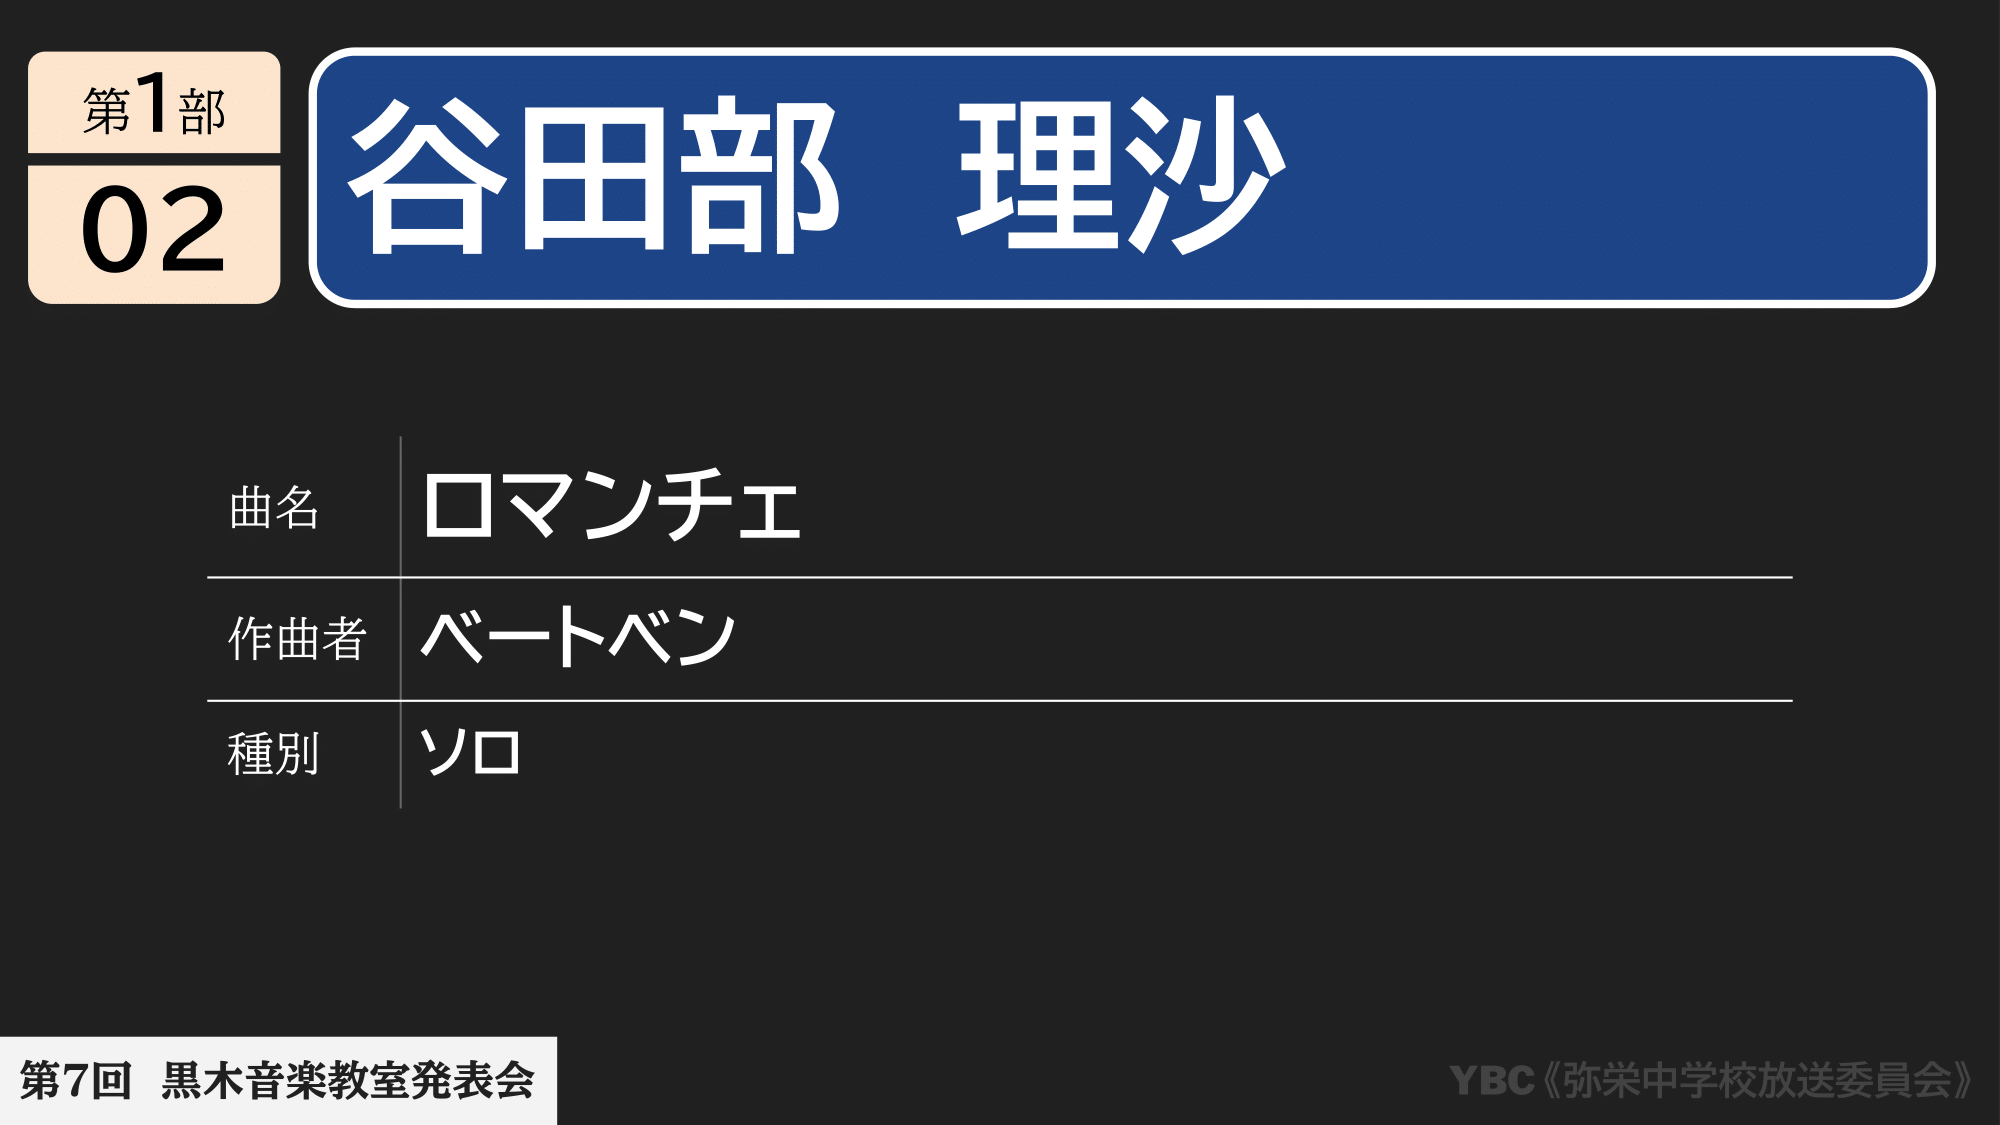 第1部
02
谷田部 理沙
曲名 ロマンチェ
作曲者 ベートベン
種別 ソロ
第7回 黒木音楽教室発表会
YBC《弥栄中学校放送委員会》